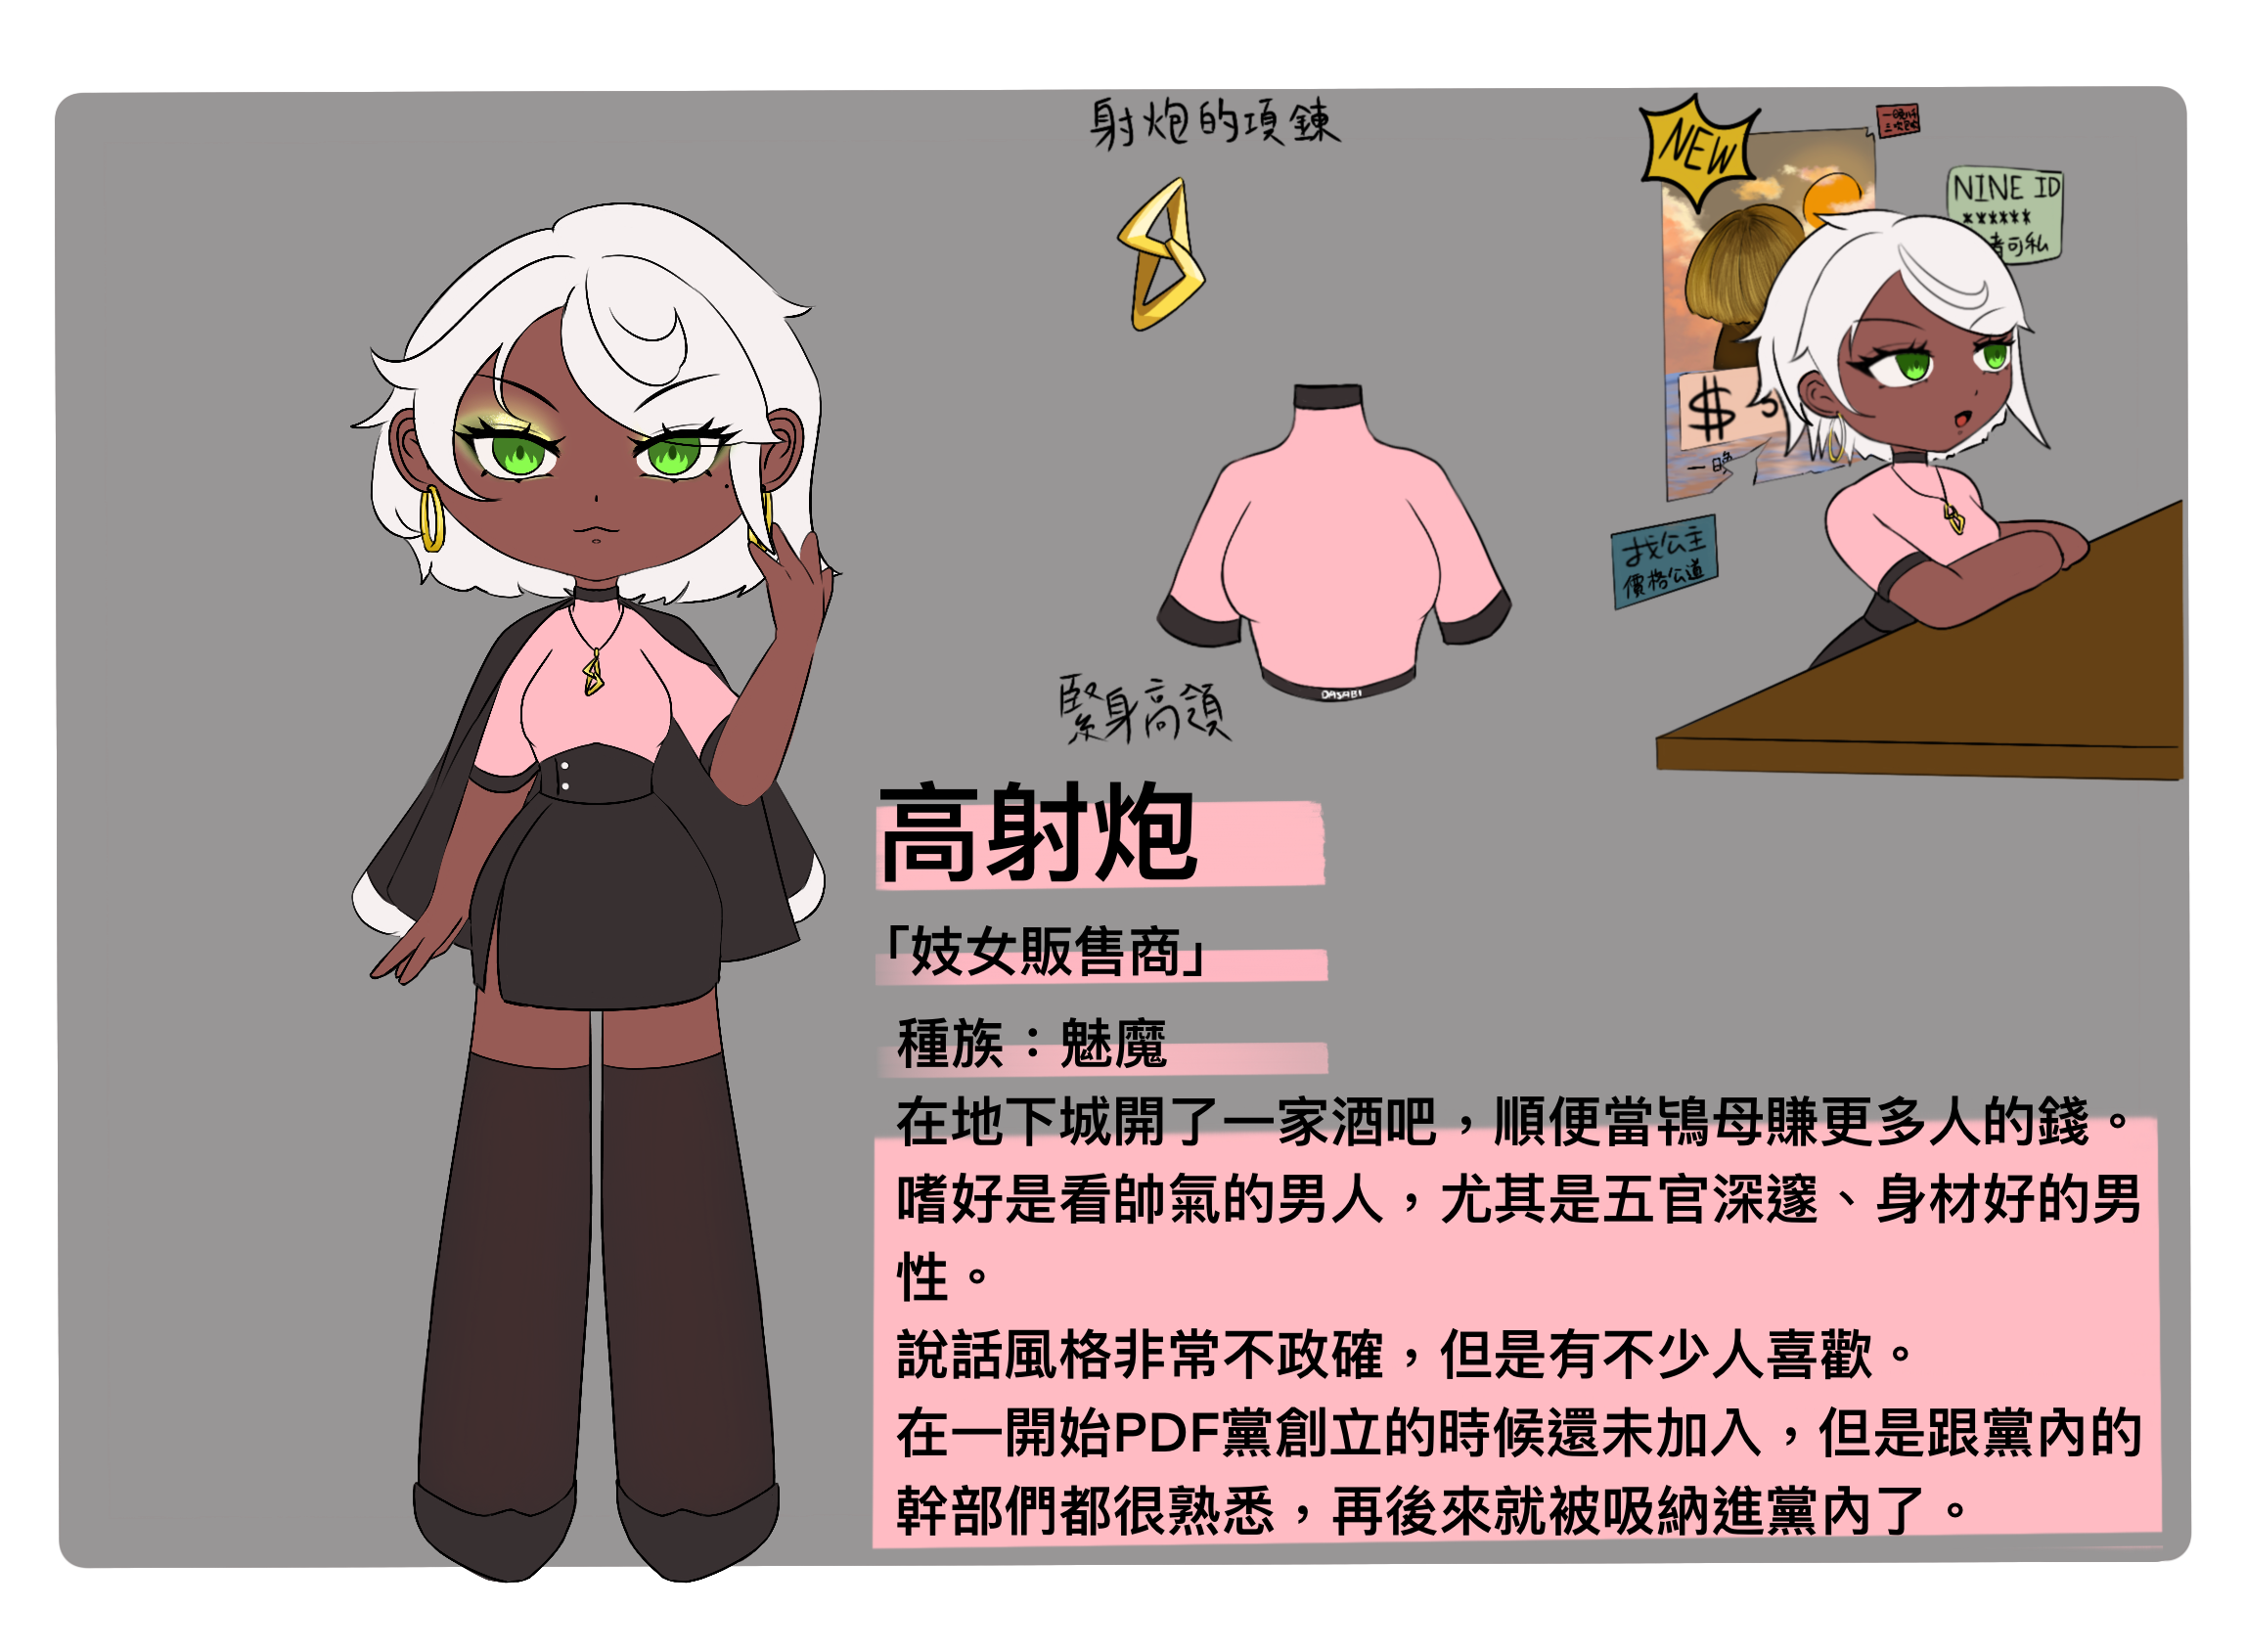 射炮的項鍊
NEW
NINE ID
******
者可私
$
一晚
找公主
價格公道
DASABI
緊身高領
高射炮
「妓女販售商」
種族：魅魔
在地下城開了一家酒吧，順便當鴇母賺更多人的錢。
嗜好是看帥氣的男人，尤其是五官深邃、身材好的男
性。
說話風格非常不政確，但是有不少人喜歡。
在一開始PDF黨創立的時候還未加入，但是跟黨內的
幹部們都很熟悉，再後來就被吸納進黨內了。